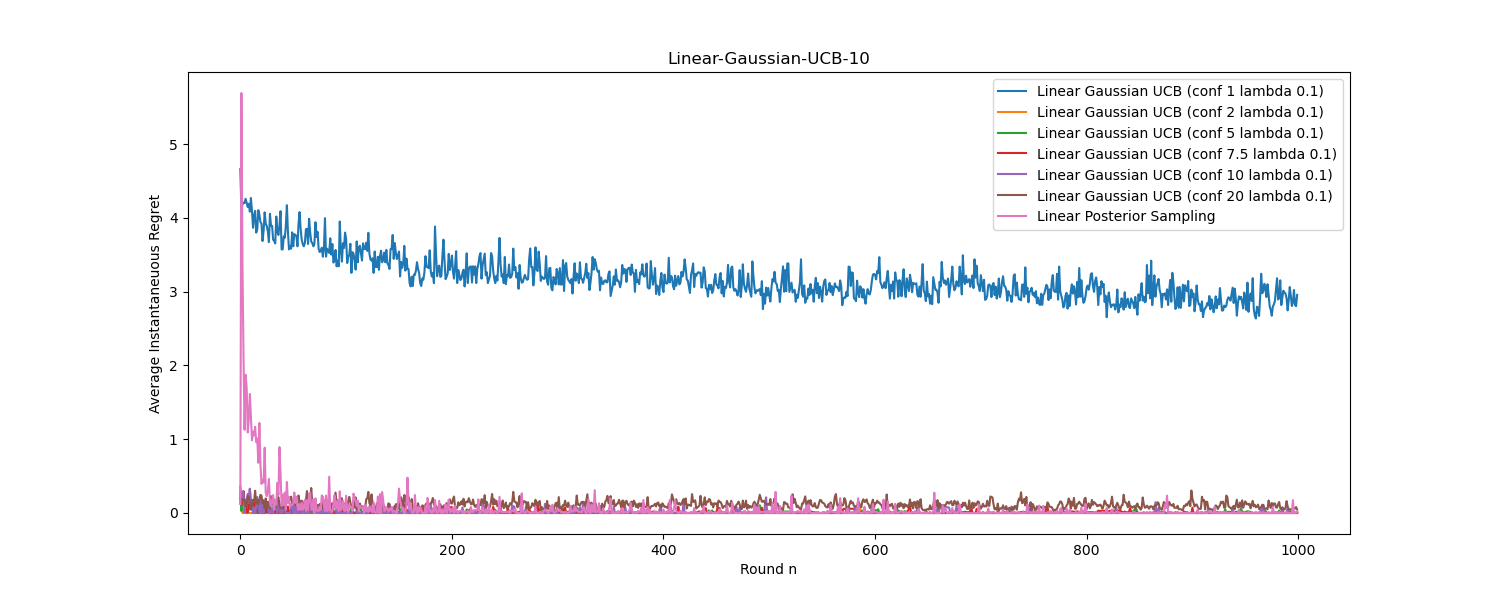 Linear-Gaussian-UCB-10
Linear Gaussian UCB (conf 1 lambda 0.1)
Linear Gaussian UCB (conf 2 lambda 0.1)
Linear Gaussian UCB (conf 5 lambda 0.1)
Linear Gaussian UCB (conf 7.5 lambda 0.1)
Linear Gaussian UCB (conf 10 lambda 0.1)
Linear Gaussian UCB (conf 20 lambda 0.1)
Linear Posterior Sampling
Average Instantaneuous Regret
5
4
3
2
1
0
0 200 400 600 800 1000
Round n